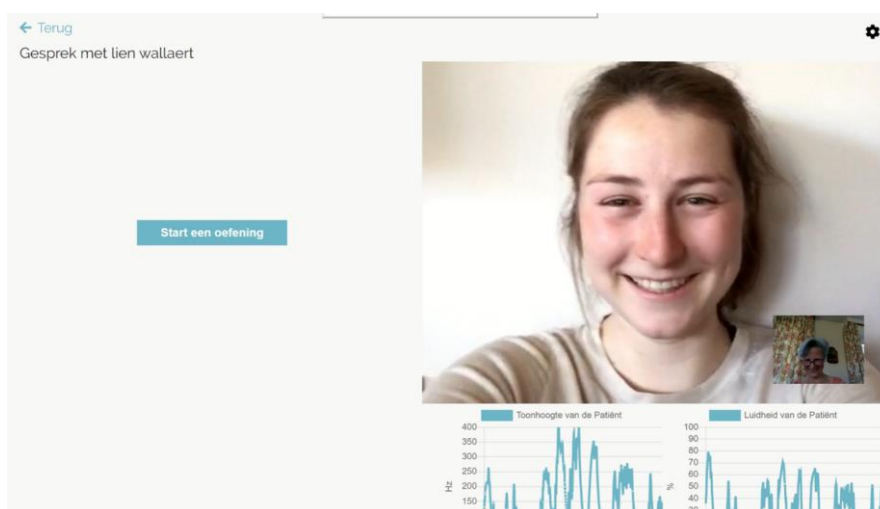 ← Terug
Gesprek met lien wallaert
Start een oefening
Toonhoogte van de Patiënt
400
350
300
250
200
150
Hz
Luidheid van de Patiënt
100
90
80
70
60
50
40
%